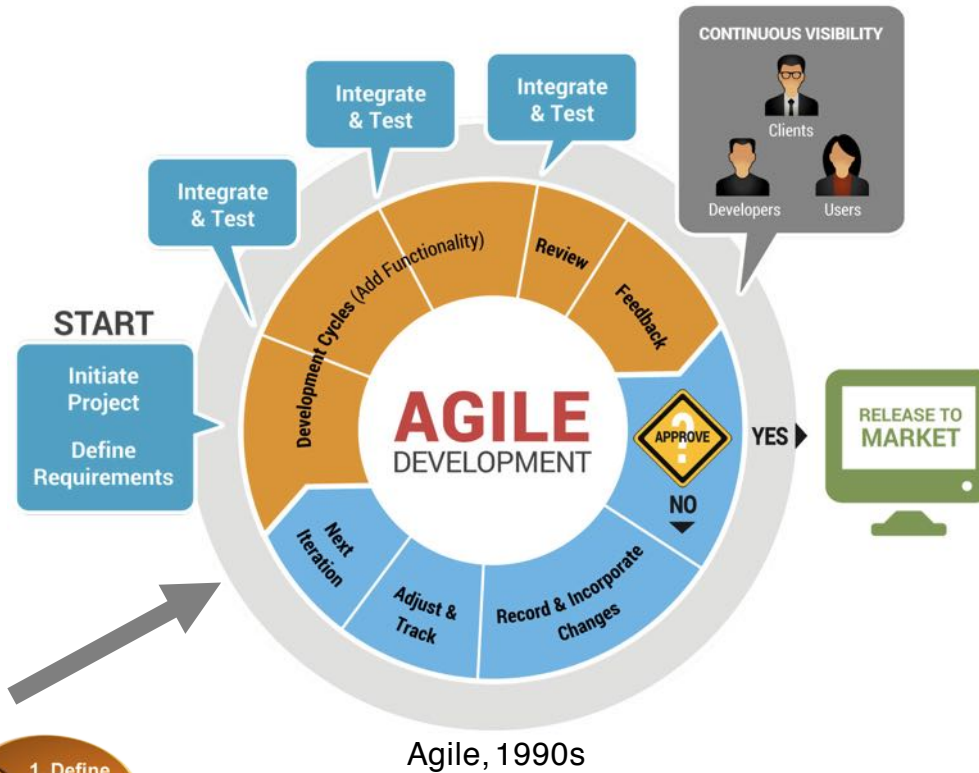 CONTINUOUS VISIBILITY
Clients
Developers
Users
Integrate
& Test
Integrate
& Test
Integrate
& Test
START
Initiate
Project
Define
Requirements
Development Cycles (Add Functionality)
Review
Feedback
AGILE
DEVELOPMENT
?
APPROVE
YES
NO
RELEASE TO
MARKET
Record & Incorporate
Changes
Adjust &
Track
Next
Iteration
Agile, 1990s
1. Define